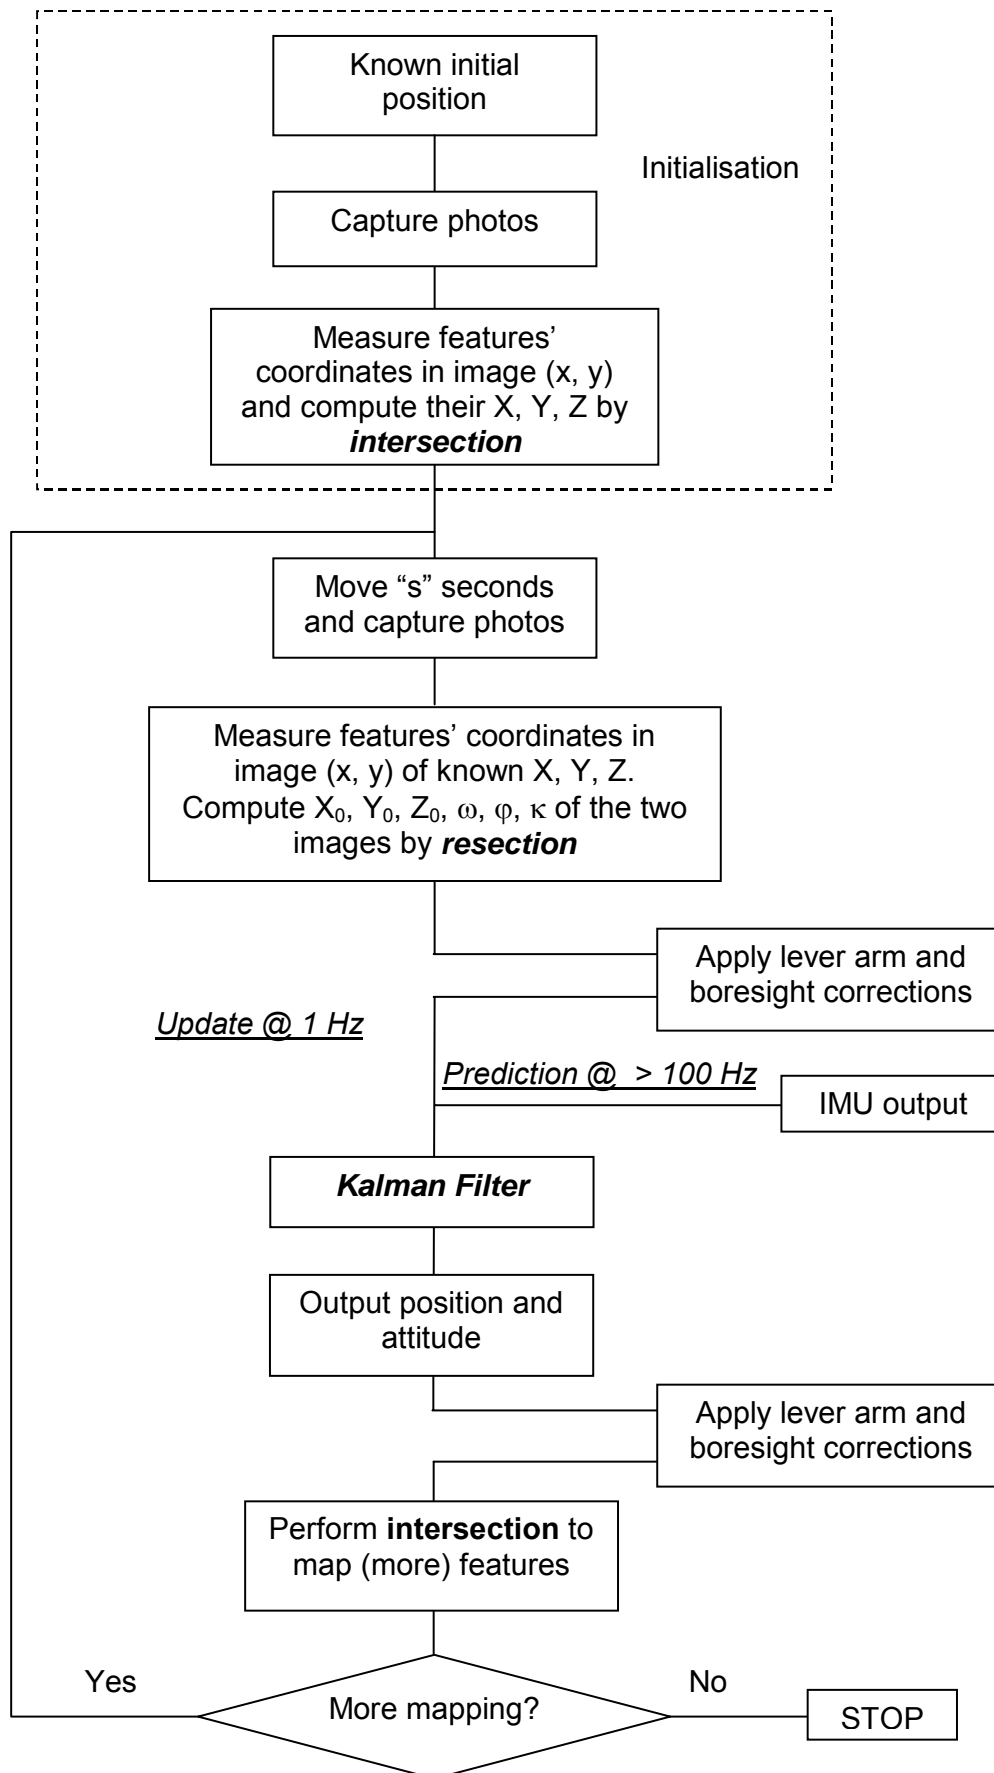 Known initial
position
Initialisation
Capture photos
Measure features’
coordinates in image (x, y)
and compute their X, Y, Z by
intersection
Move “s” seconds
and capture photos
Measure features’ coordinates in
image (x, y) of known X, Y, Z.
Compute X₀, Y₀, Z₀, ω, φ, κ of the two
images by resection
Apply lever arm and
boresight corrections
Update @ 1 Hz
Prediction @ > 100 Hz
IMU output
Kalman Filter
Output position and
attitude
Apply lever arm and
boresight corrections
Perform intersection to
map (more) features
Yes
More mapping?
No
STOP